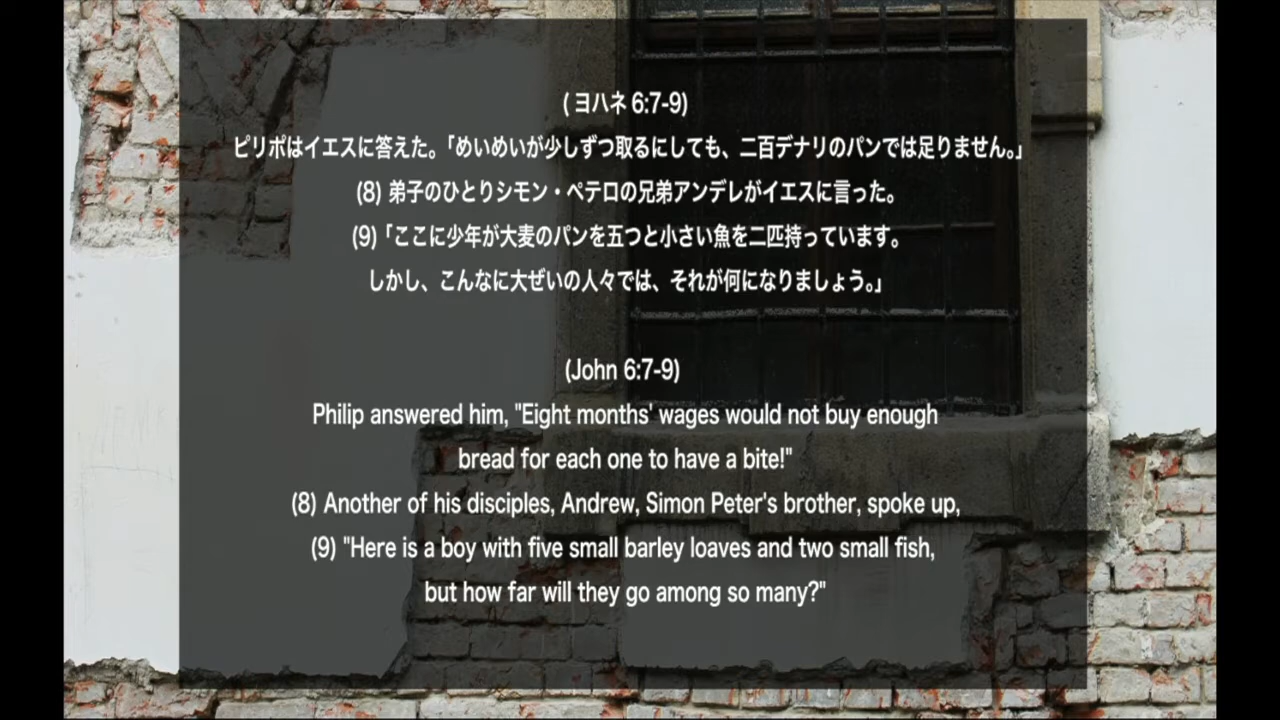 (ヨハネ 6:7-9)
ピリポはイエスに答えた。「めいめいが少しずつ取るにしても、二百デナリのパンでは足りません。」
(8) 弟子のひとりシモン・ペテロの兄弟アンデレがイエスに言った。
(9)「ここに少年が大麦のパンを五つと小さい魚を二匹持っています。
しかし、こんなに大ぜいの人々では、それが何になりましょう。」
(John 6:7-9)
Philip answered him, "Eight months' wages would not buy enough
bread for each one to have a bite!"
(8) Another of his disciples, Andrew, Simon Peter's brother, spoke up,
(9) "Here is a boy with five small barley loaves and two small fish,
but how far will they go among so many?"